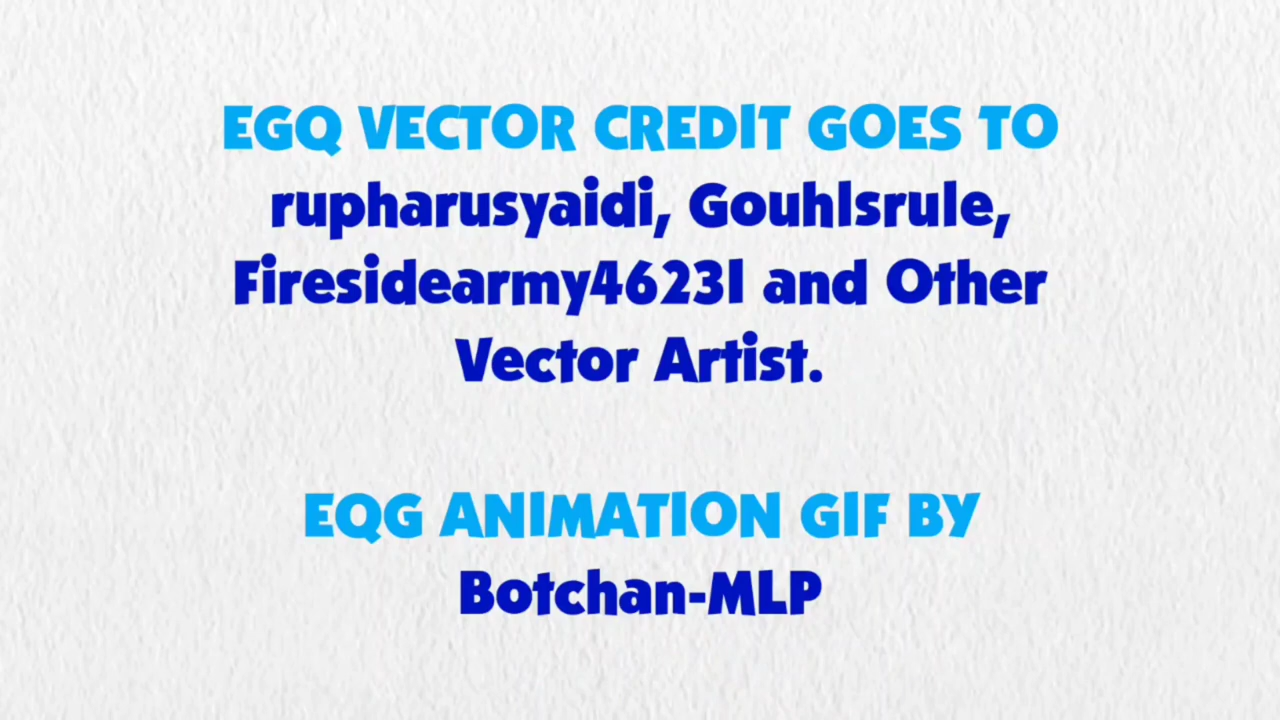 EGQ VECTOR CREDIT GOES TO
rupharusyaidi, Gouhlsrule,
Firesidearmy46231 and Other
Vector Artist.
EQG ANIMATION GIF BY
Botchan-MLP